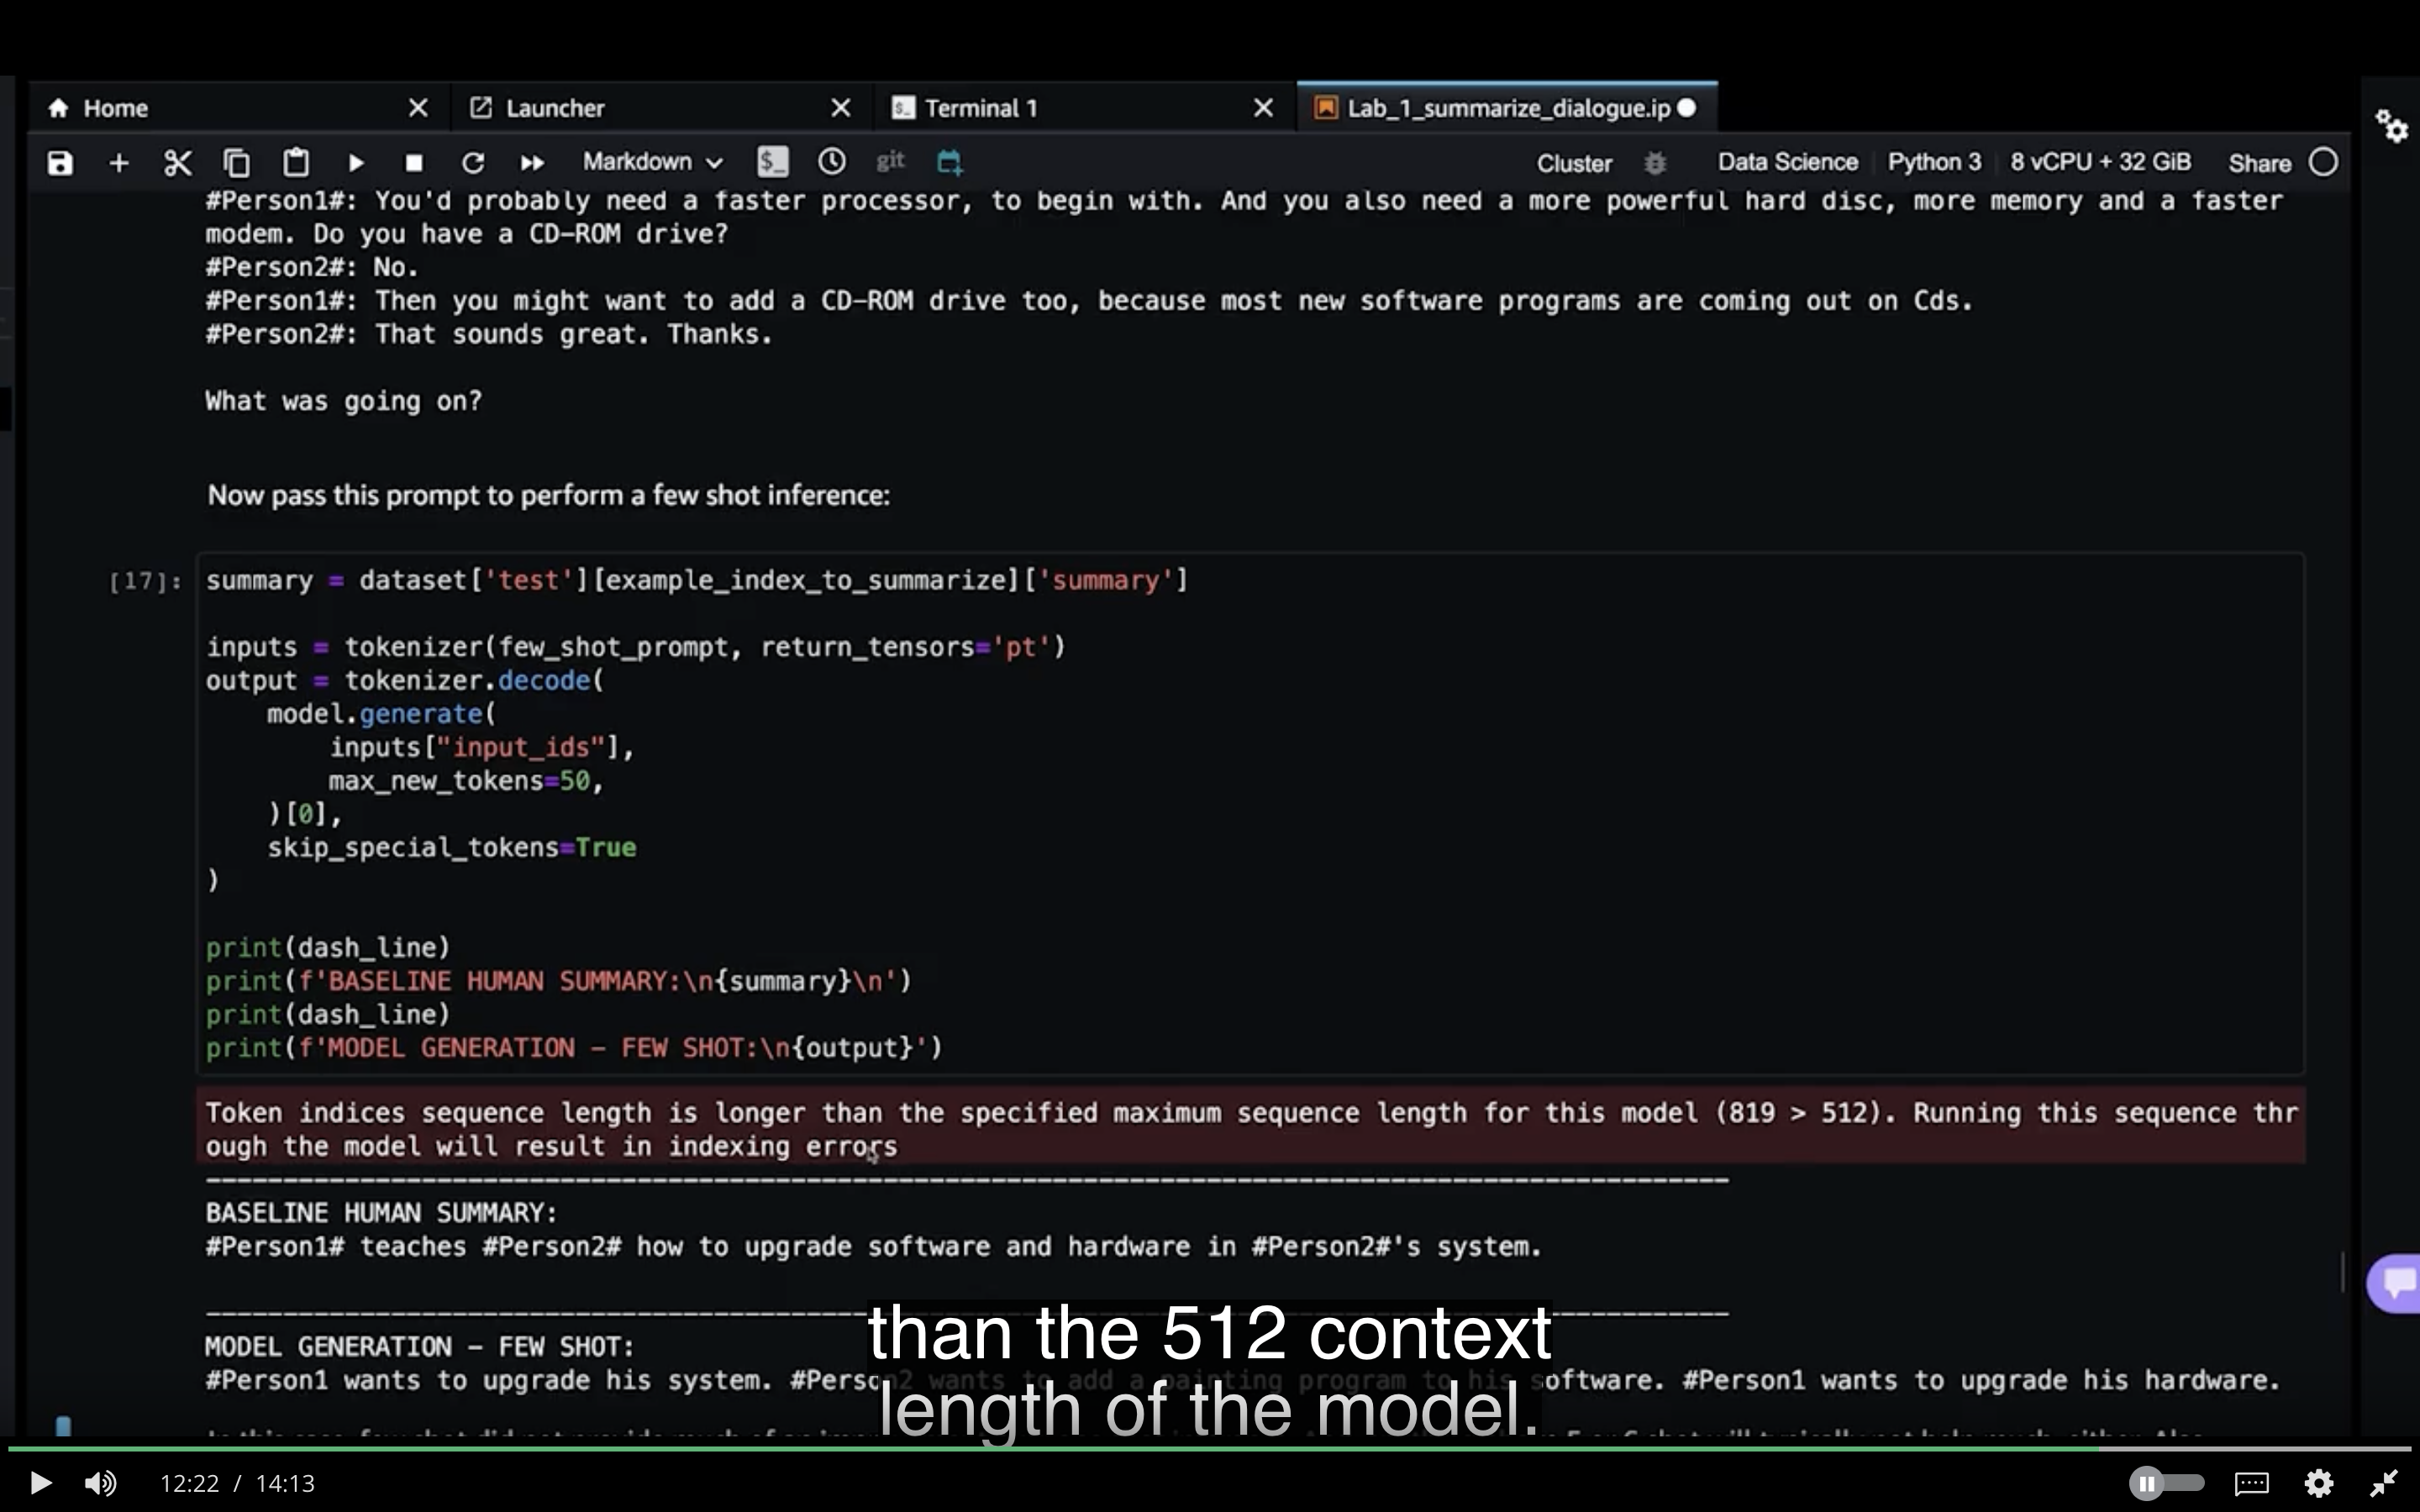 Home
Launcher
Terminal 1
Lab_1_summarize_dialogue.ip
Markdown
$_
git
Cluster
Data Science
Python 3
8 vCPU + 32 GiB
Share
#Person1#: You'd probably need a faster processor, to begin with. And you also need a more powerful hard disc, more memory and a faster
modem. Do you have a CD-ROM drive?
#Person2#: No.
#Person1#: Then you might want to add a CD-ROM drive too, because most new software programs are coming out on Cds.
#Person2#: That sounds great. Thanks.
What was going on?
Now pass this prompt to perform a few shot inference:
[17]:
summary = dataset['test'][example_index_to_summarize]['summary']
inputs = tokenizer(few_shot_prompt, return_tensors='pt')
output = tokenizer.decode(
model.generate(
inputs["input_ids"],
max_new_tokens=50,
)[0],
skip_special_tokens=True
)
print(dash_line)
print(f'BASELINE HUMAN SUMMARY:\n{summary}\n')
print(dash_line)
print(f'MODEL GENERATION - FEW SHOT:\n{output}')
Token indices sequence length is longer than the specified maximum sequence length for this model (819 > 512). Running this sequence thr
ough the model will result in indexing errors
BASELINE HUMAN SUMMARY:
#Person1# teaches #Person2# how to upgrade software and hardware in #Person2#'s system.
MODEL GENERATION - FEW SHOT:
#Person1 wants to upgrade his system. #Person2 wants to add a painting program to his software. #Person1 wants to upgrade his hardware.
than the 512 context
length of the model.
12:22 / 14:13